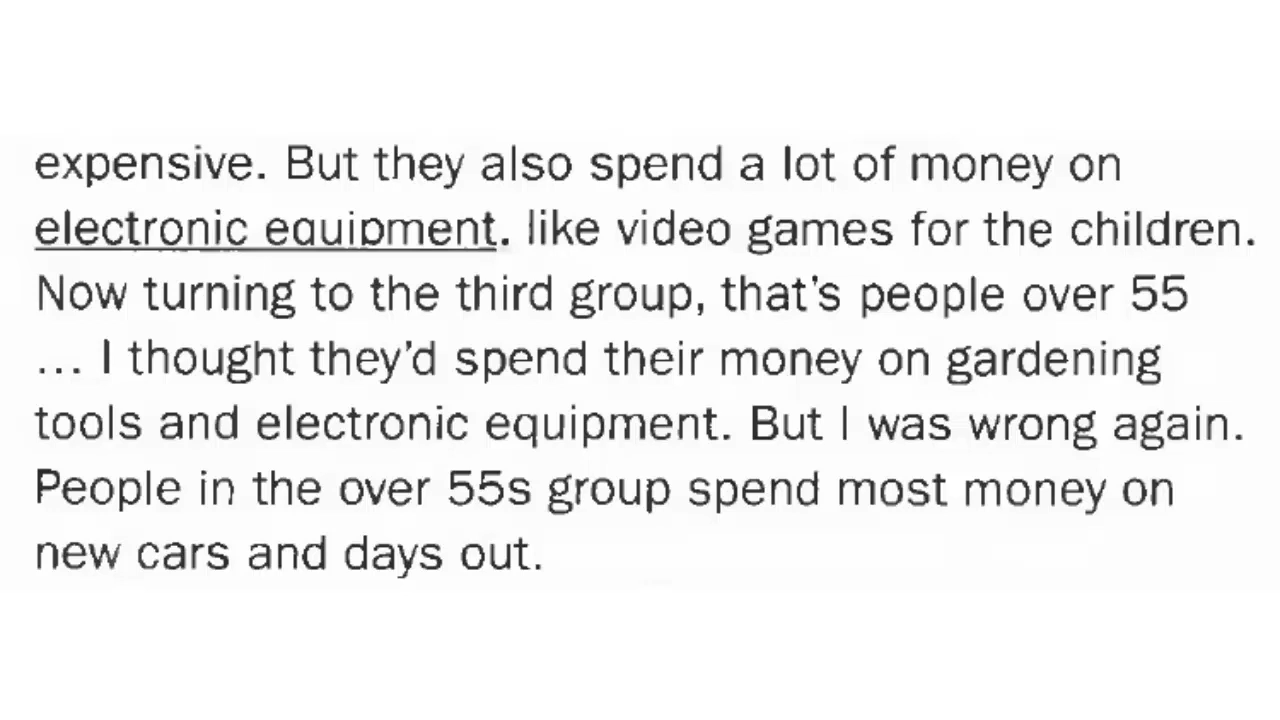 expensive. But they also spend a lot of money on
electronic equipment. like video games for the children.
Now turning to the third group, that's people over 55
... I thought they'd spend their money on gardening
tools and electronic equipment. But I was wrong again.
People in the over 55s group spend most money on
new cars and days out.